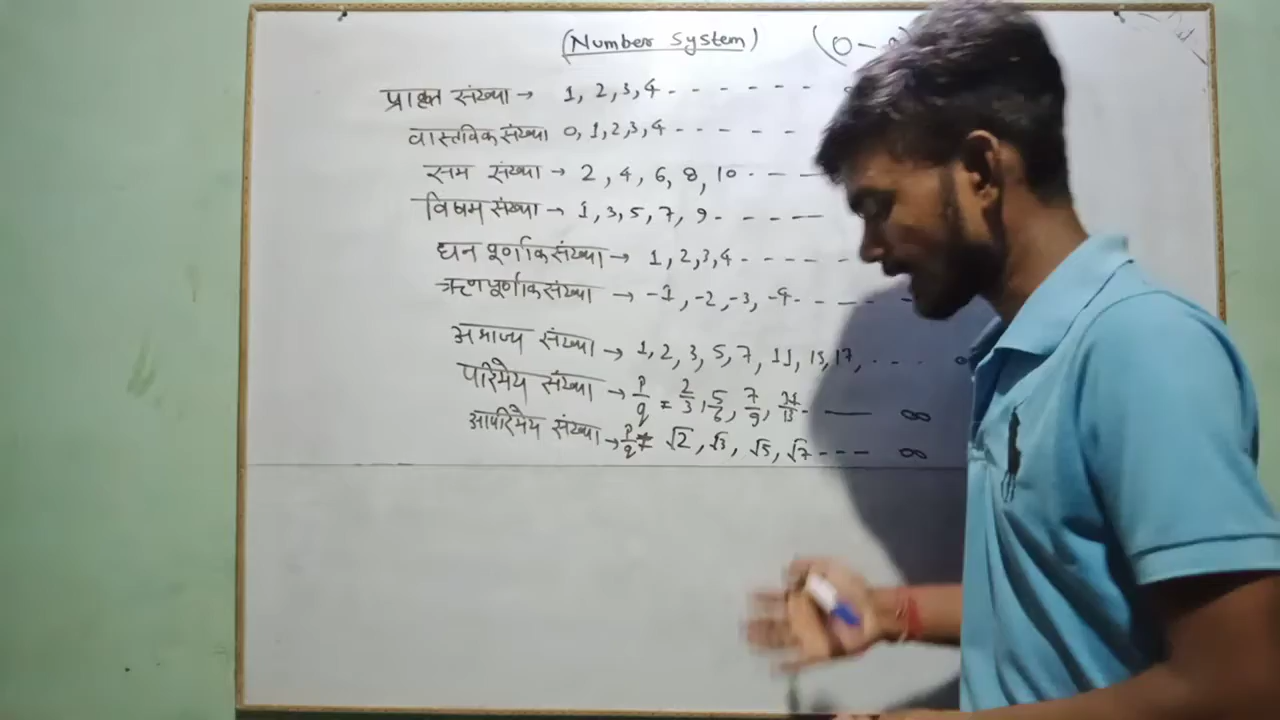 (Number System) (0-
प्राकृत संख्या → 1, 2, 3, 4 - - - - - -
वास्तविक संख्या 0, 1, 2, 3, 4 - - - - -
सम संख्या → 2, 4, 6, 8, 10 - - -
विषम संख्या → 1, 3, 5, 7, 9 - - - -
धन पूर्णांक संख्या → 1, 2, 3, 4 - - - - -
ऋण पूर्णांक संख्या → -1, -2, -3, -4 - - - - -
अभाज्य संख्या → 1, 2, 3, 5, 7, 11, 13, 17, - - -
परिमेय संख्या → p/q = 2/3, 5/6, 7/9, - - ∞
अपरिमेय संख्या → p/q ≠ √2, √3, √5, √7 - - - ∞